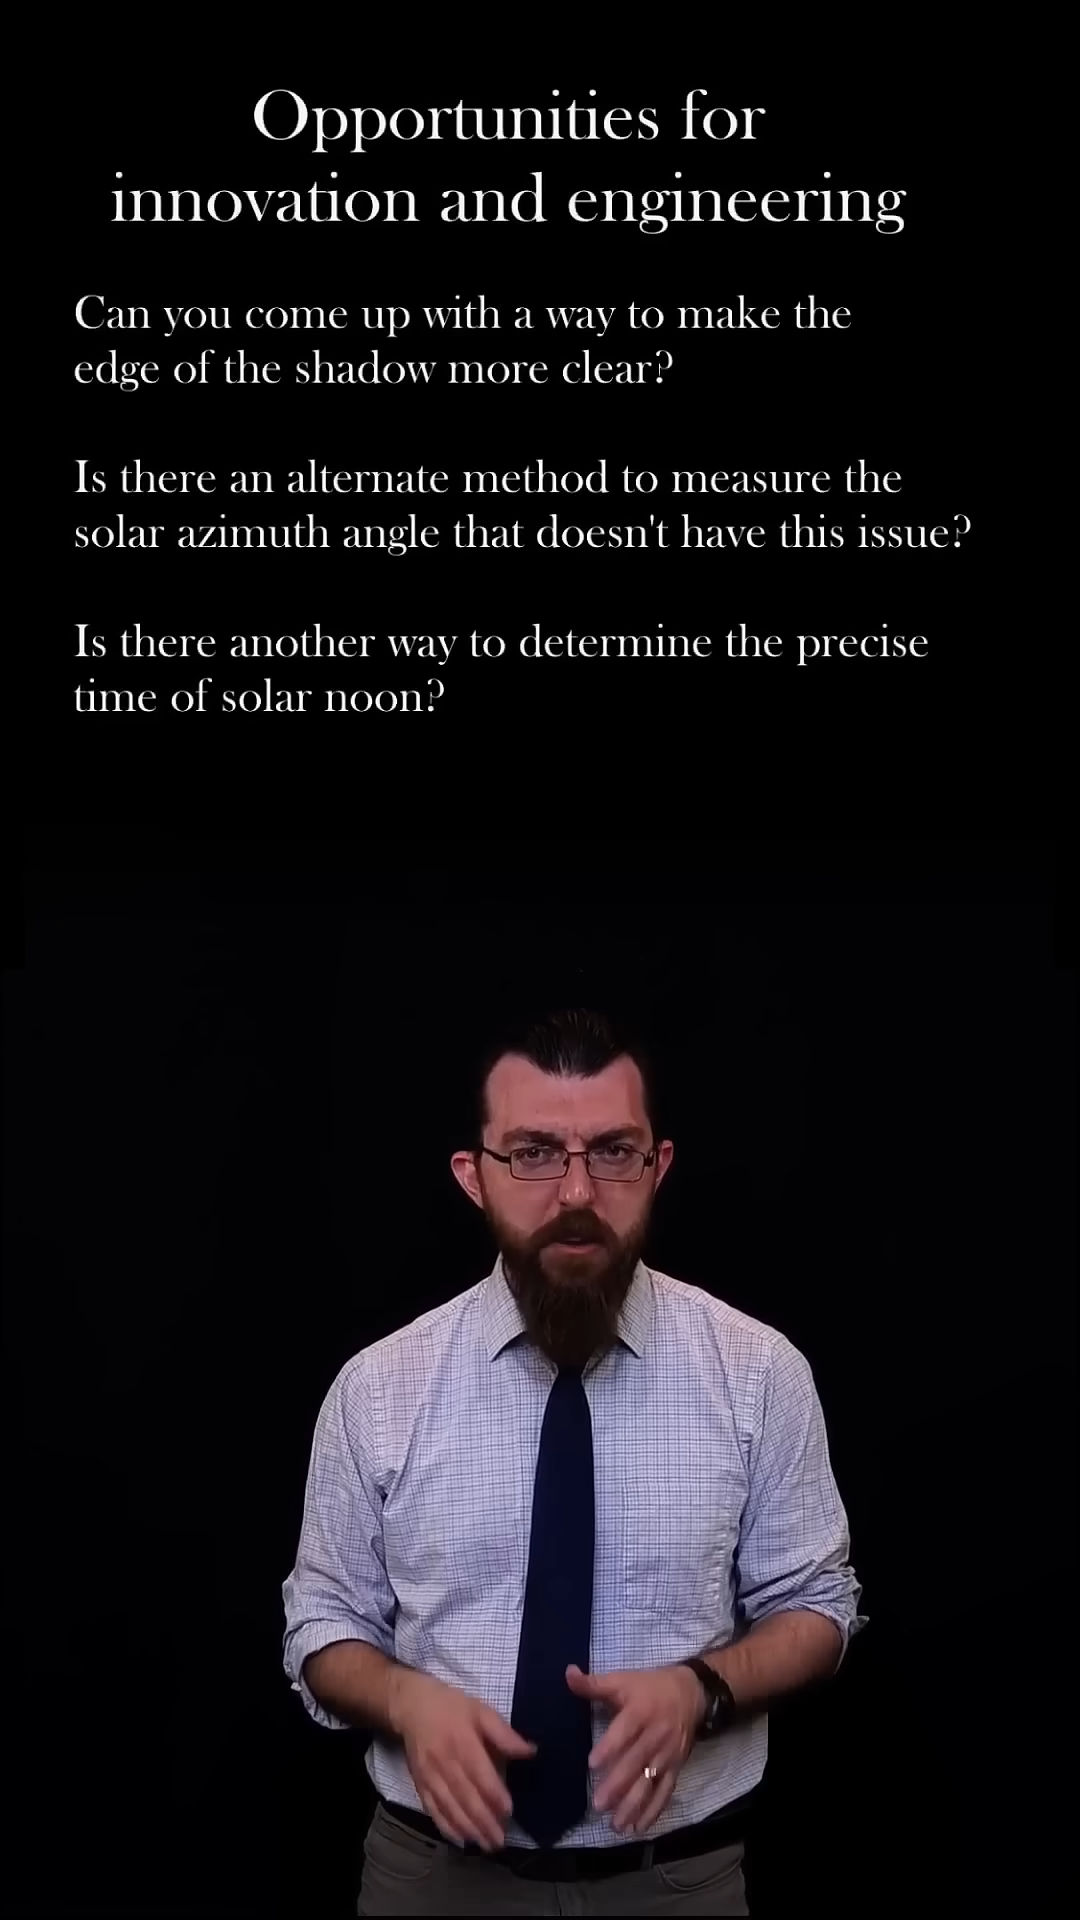 Opportunities for
innovation and engineering
Can you come up with a way to make the
edge of the shadow more clear?
Is there an alternate method to measure the
solar azimuth angle that doesn't have this issue?
Is there another way to determine the precise
time of solar noon?